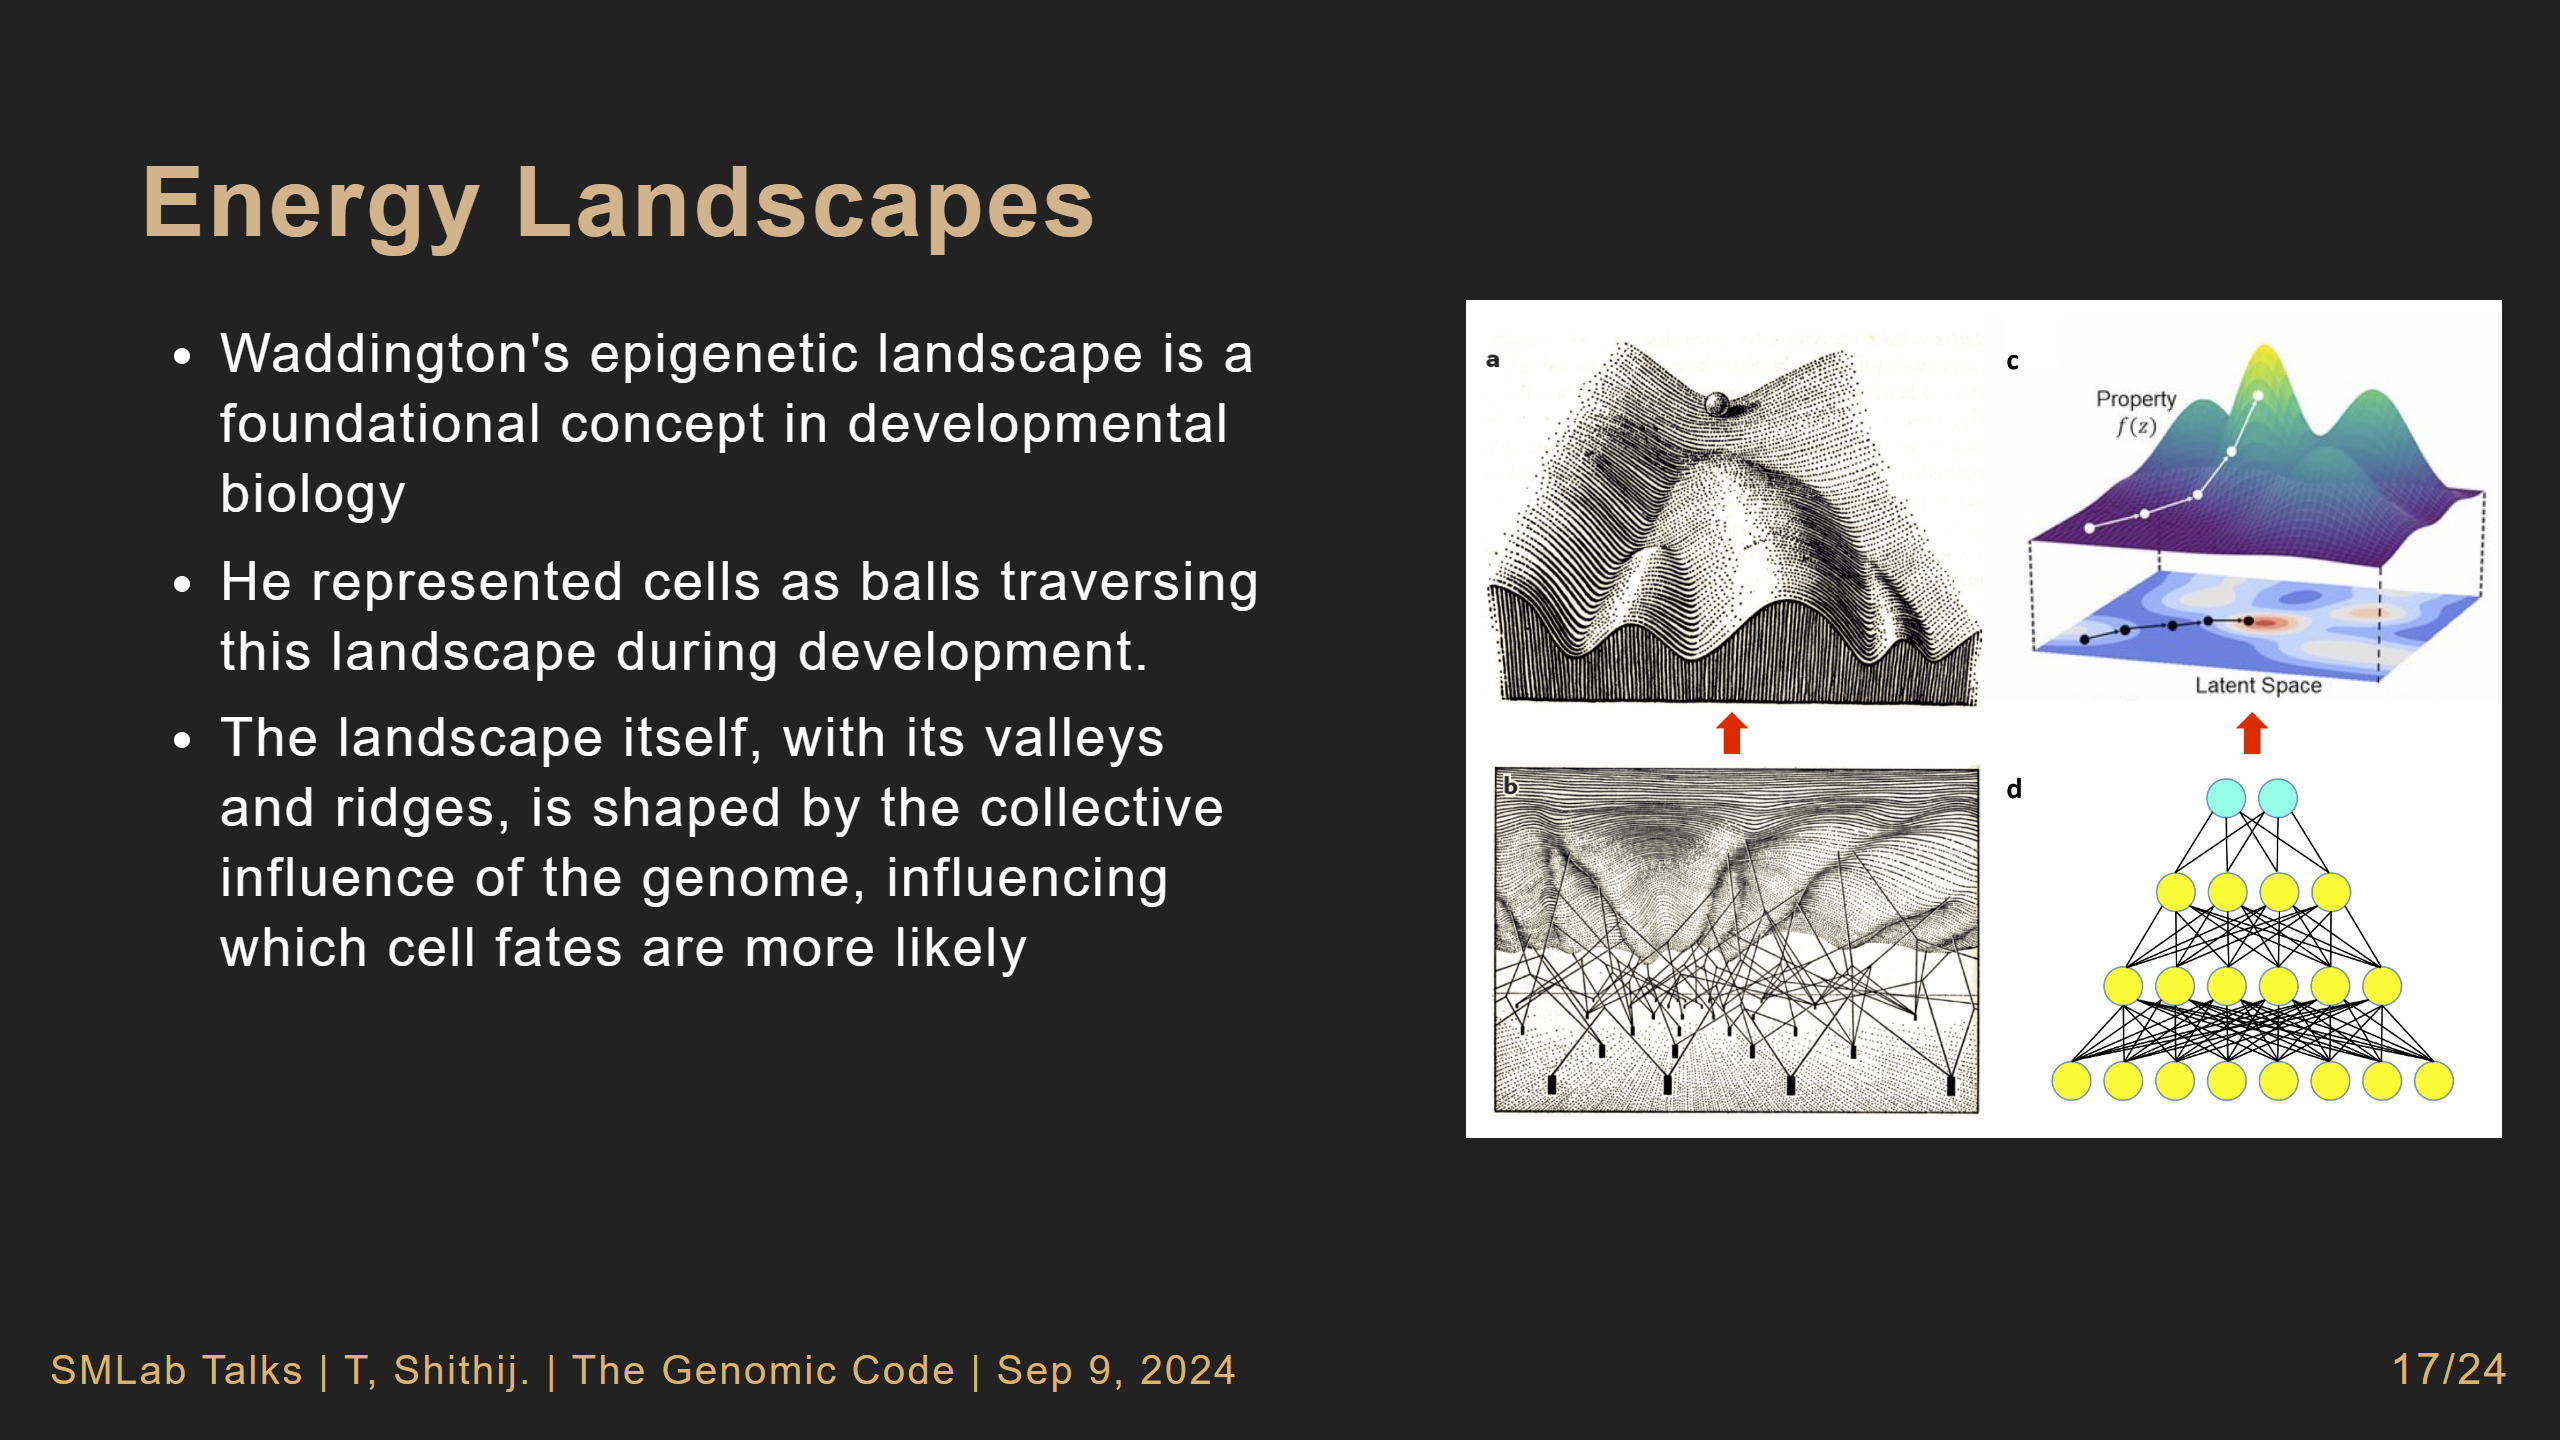 Energy Landscapes
Waddington's epigenetic landscape is a
foundational concept in developmental
biology
He represented cells as balls traversing
this landscape during development.
The landscape itself, with its valleys
and ridges, is shaped by the collective
influence of the genome, influencing
which cell fates are more likely
a
c
Property
f(z)
Latent Space
b
d
SMLab Talks | T, Shithij. | The Genomic Code | Sep 9, 2024
17/24